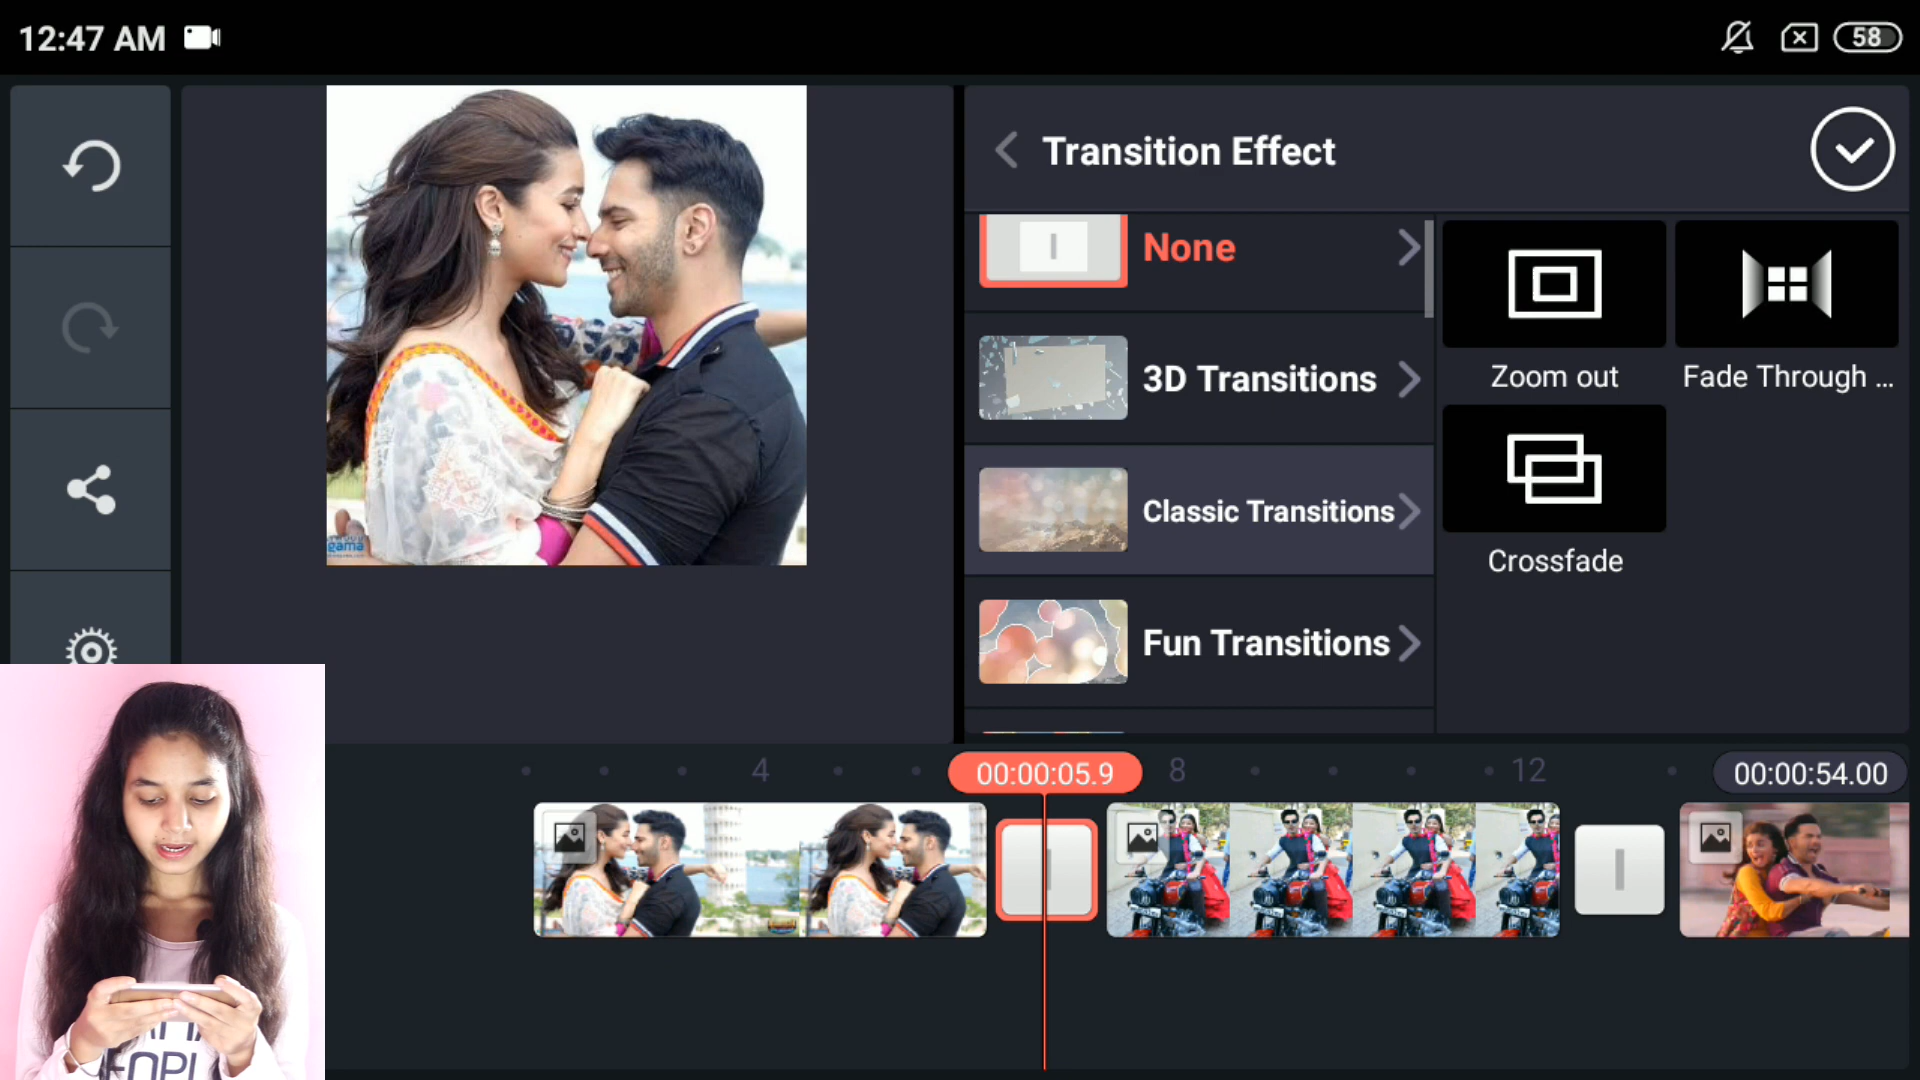 12:47 AM
58
Transition Effect
None
3D Transitions
Classic Transitions
Fun Transitions
Zoom out
Fade Through ...
Crossfade
gama
4
00:00:05.9
8
12
00:00:54.00